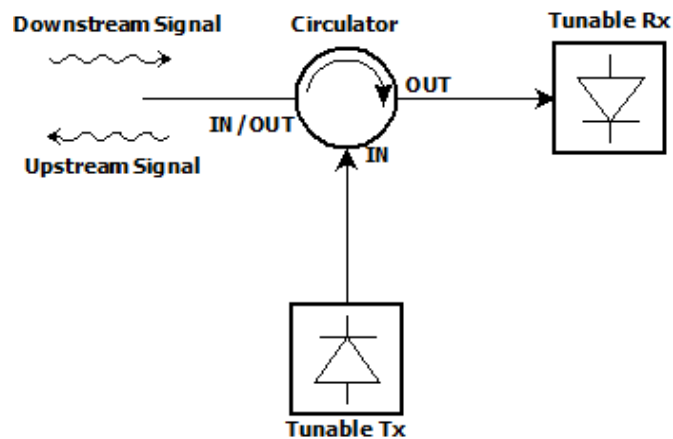 Downstream Signal
Circulator
Tunable Rx
OUT
IN/OUT
IN
Upstream Signal
Tunable Tx